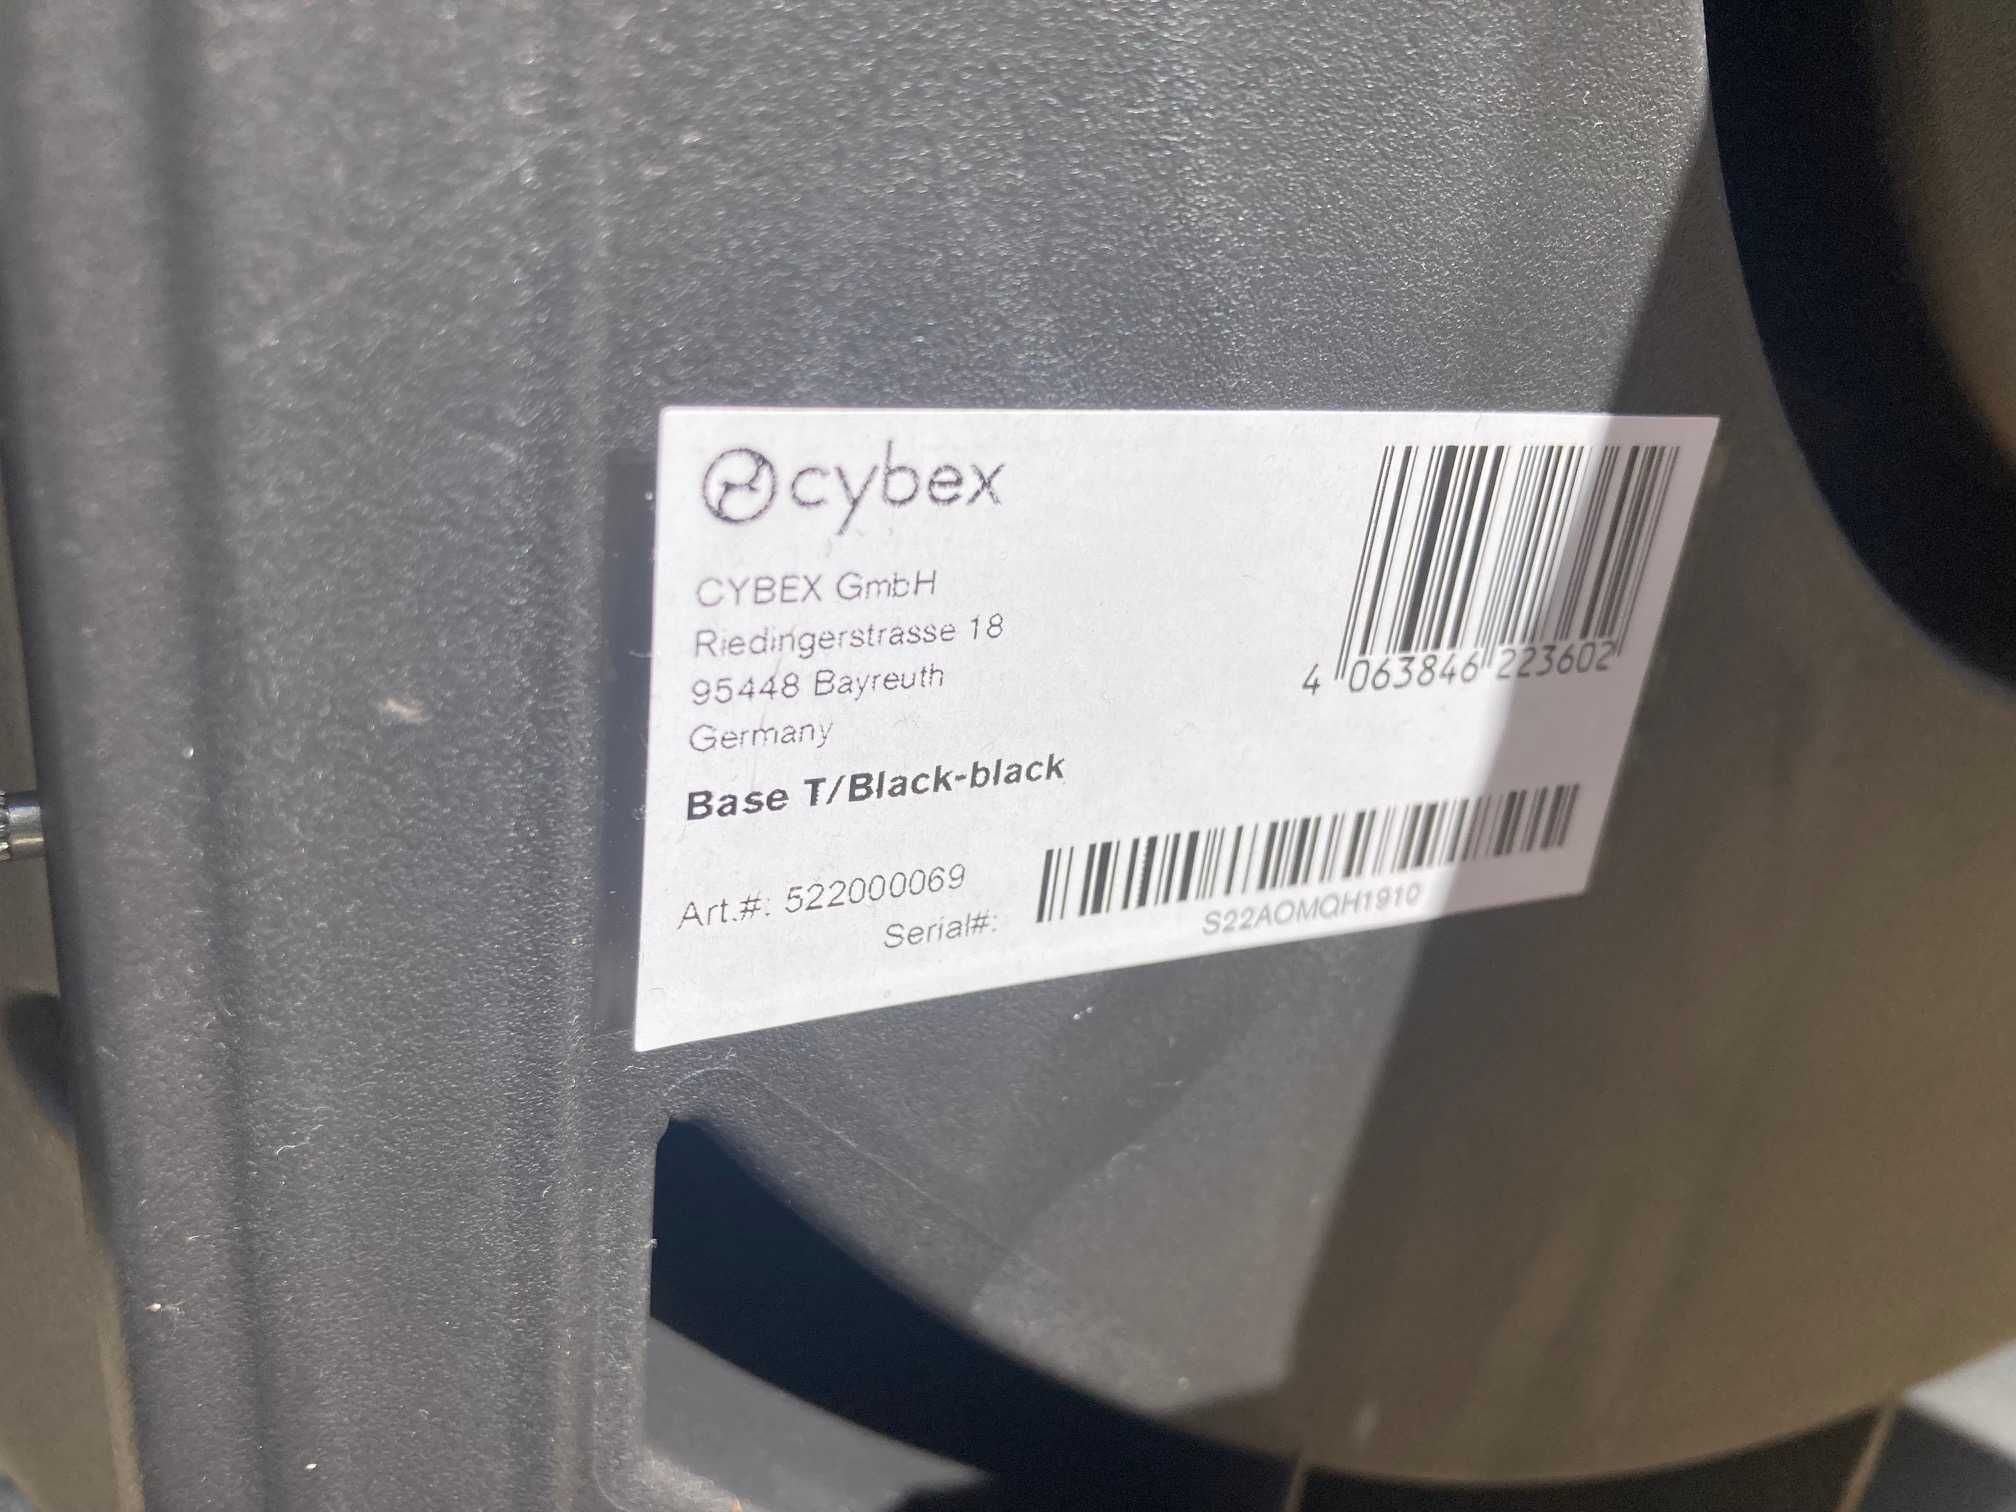 cybex
CYBEX GmbH
Riedingerstrasse 18
95448 Bayreuth
Germany
Base T/Black-black
4 063846 223602
Art.#: 522000069
Serial#:
S22AOMQH1910